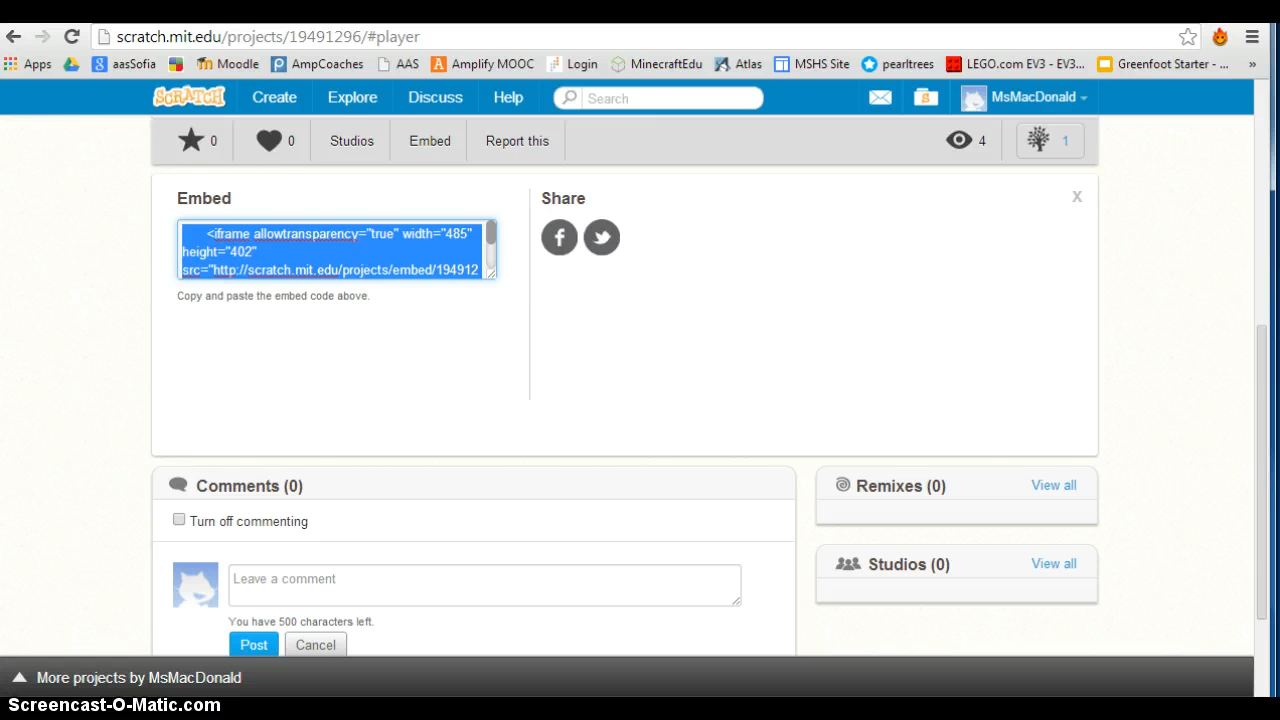 scratch.mit.edu/projects/19491296/#player
Apps aasSofia Moodle AmpCoaches AAS Amplify MOOC Login MinecraftEdu Atlas MSHS Site pearltrees LEGO.com EV3 - EV3... Greenfoot Starter - ... »
SCRATCH Create Explore Discuss Help Search MsMacDonald
0 0 Studios Embed Report this 4 1
Embed Share X
<iframe allowtransparency="true" width="485"
height="402"
src="http://scratch.mit.edu/projects/embed/194912
Copy and paste the embed code above.
Comments (0) Remixes (0) View all
Turn off commenting
Studios (0) View all
Leave a comment
You have 500 characters left.
Post Cancel
More projects by MsMacDonald
Screencast-O-Matic.com